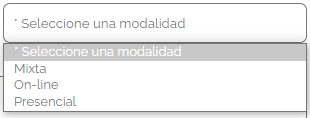 * Seleccione una modalidad
* Seleccione una modalidad
Mixta
On-line
Presencial